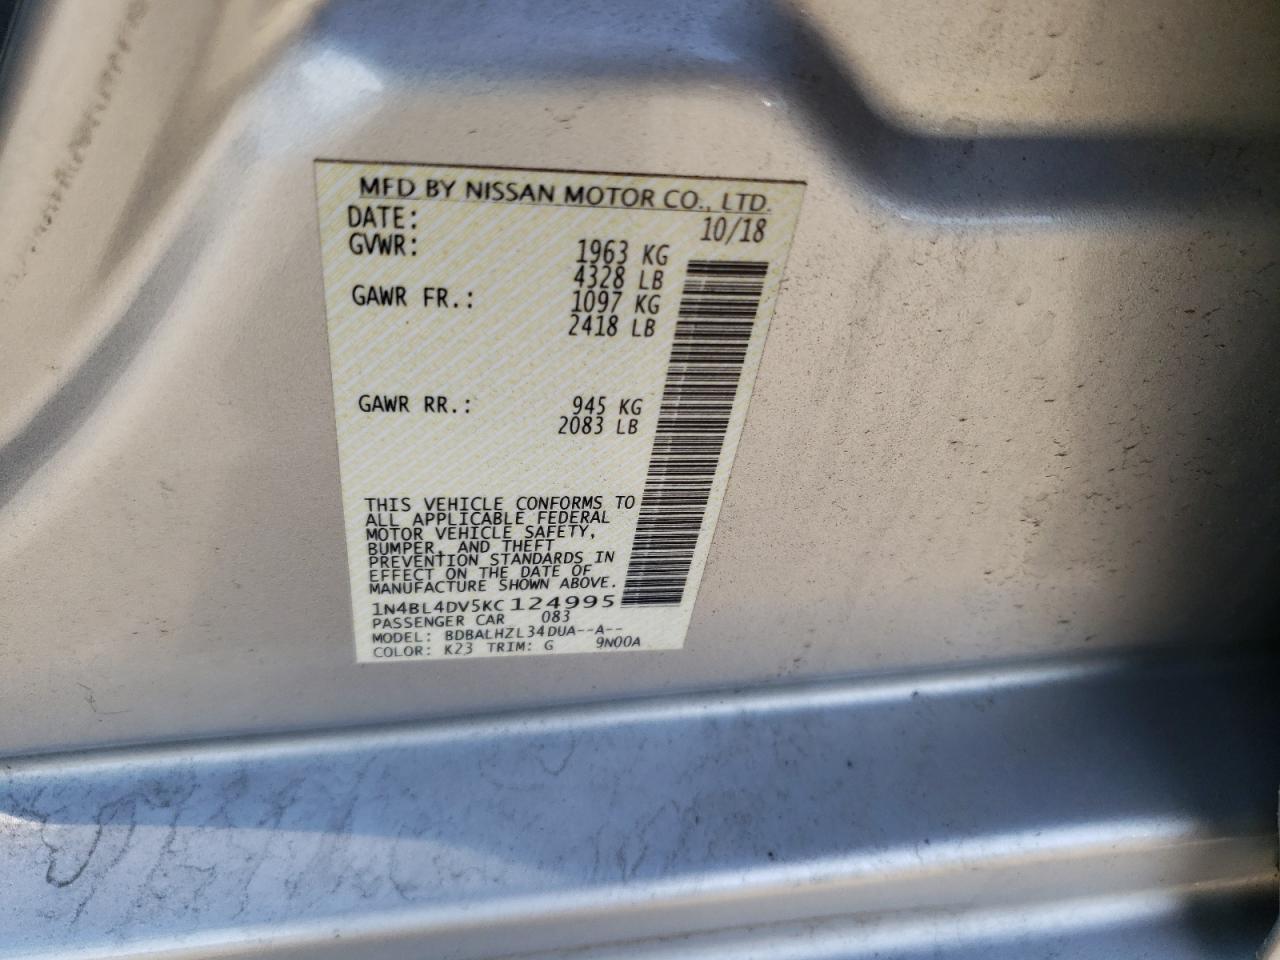 MFD BY NISSAN MOTOR CO., LTD.
DATE: 10/18
GVWR: 1963 KG
4328 LB
GAWR FR.: 1097 KG
2418 LB
GAWR RR.: 945 KG
2083 LB
THIS VEHICLE CONFORMS TO
ALL APPLICABLE FEDERAL
MOTOR VEHICLE SAFETY,
BUMPER, AND THEFT
PREVENTION STANDARDS IN
EFFECT ON THE DATE OF
MANUFACTURE SHOWN ABOVE.
1N4BL4DV5KC124995
PASSENGER CAR 083
MODEL: BDBALHZL34DUA--A--
COLOR: K23 TRIM: G 9N00A